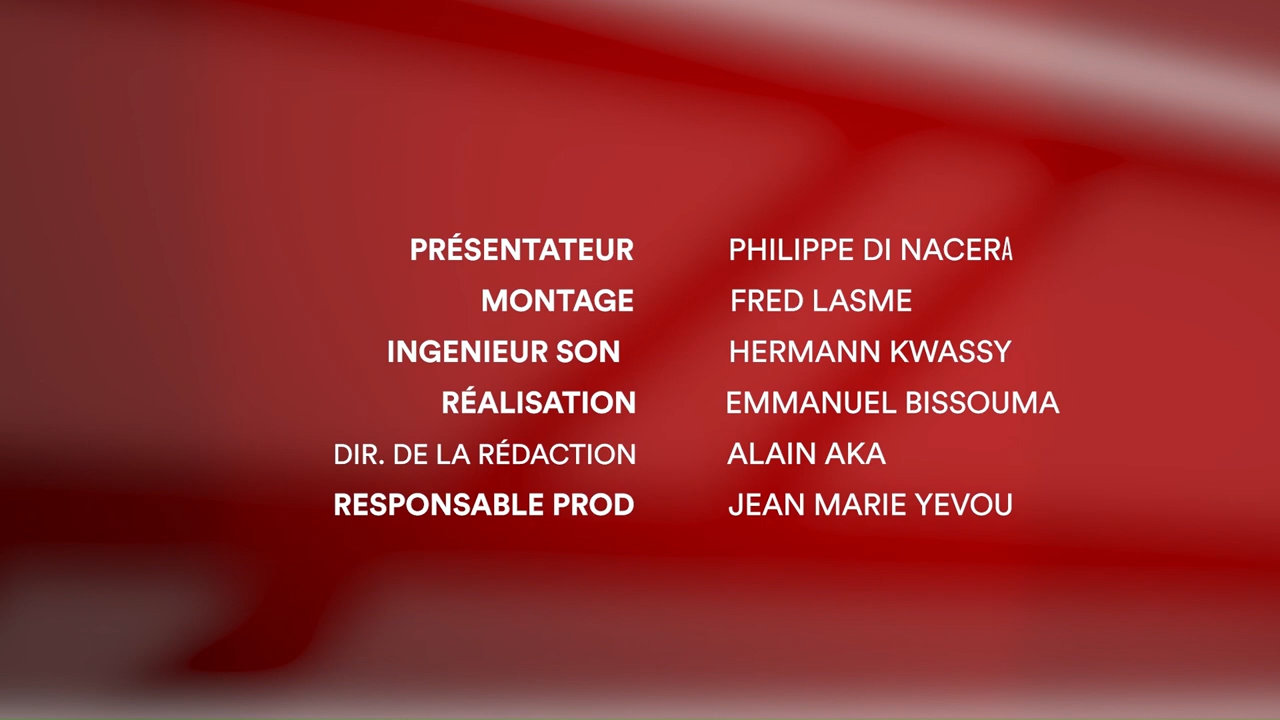 PRÉSENTATEUR PHILIPPE DI NACERA
MONTAGE FRED LASME
INGENIEUR SON HERMANN KWASSY
RÉALISATION EMMANUEL BISSOUMA
DIR. DE LA RÉDACTION ALAIN AKA
RESPONSABLE PROD JEAN MARIE YEVOU